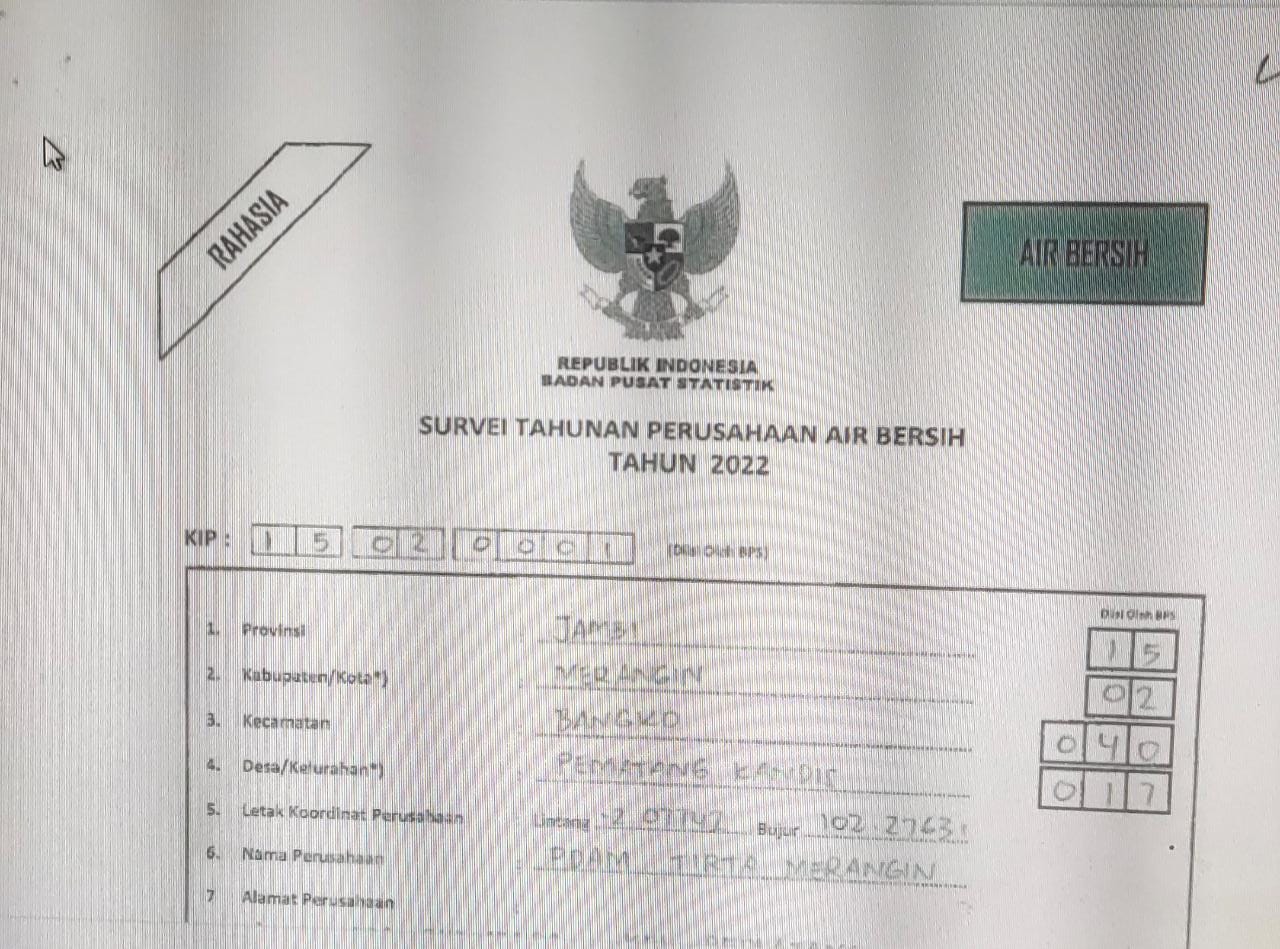 RAHASIA
AIR BERSIH
REPUBLIK INDONESIA
BADAN PUSAT STATISTIK
SURVEI TAHUNAN PERUSAHAAN AIR BERSIH
TAHUN 2022
KIP : 1 5 0 2 0 0 0 1 (Diisi Oleh BPS)
Diisi Oleh BPS
1. Provinsi JAMBI 1 5
2. Kabupaten/Kota*) : MERANGIN 0 2
3. Kecamatan : BANGKO 0 4 0
4. Desa/Kelurahan*) : PEMATANG KANDIS 0 1 7
5. Letak Koordinat Perusahaan : Lintang -2.07747 Bujur 102.27631
6. Nama Perusahaan : PDAM TIRTA MERANGIN
7 Alamat Perusahaan